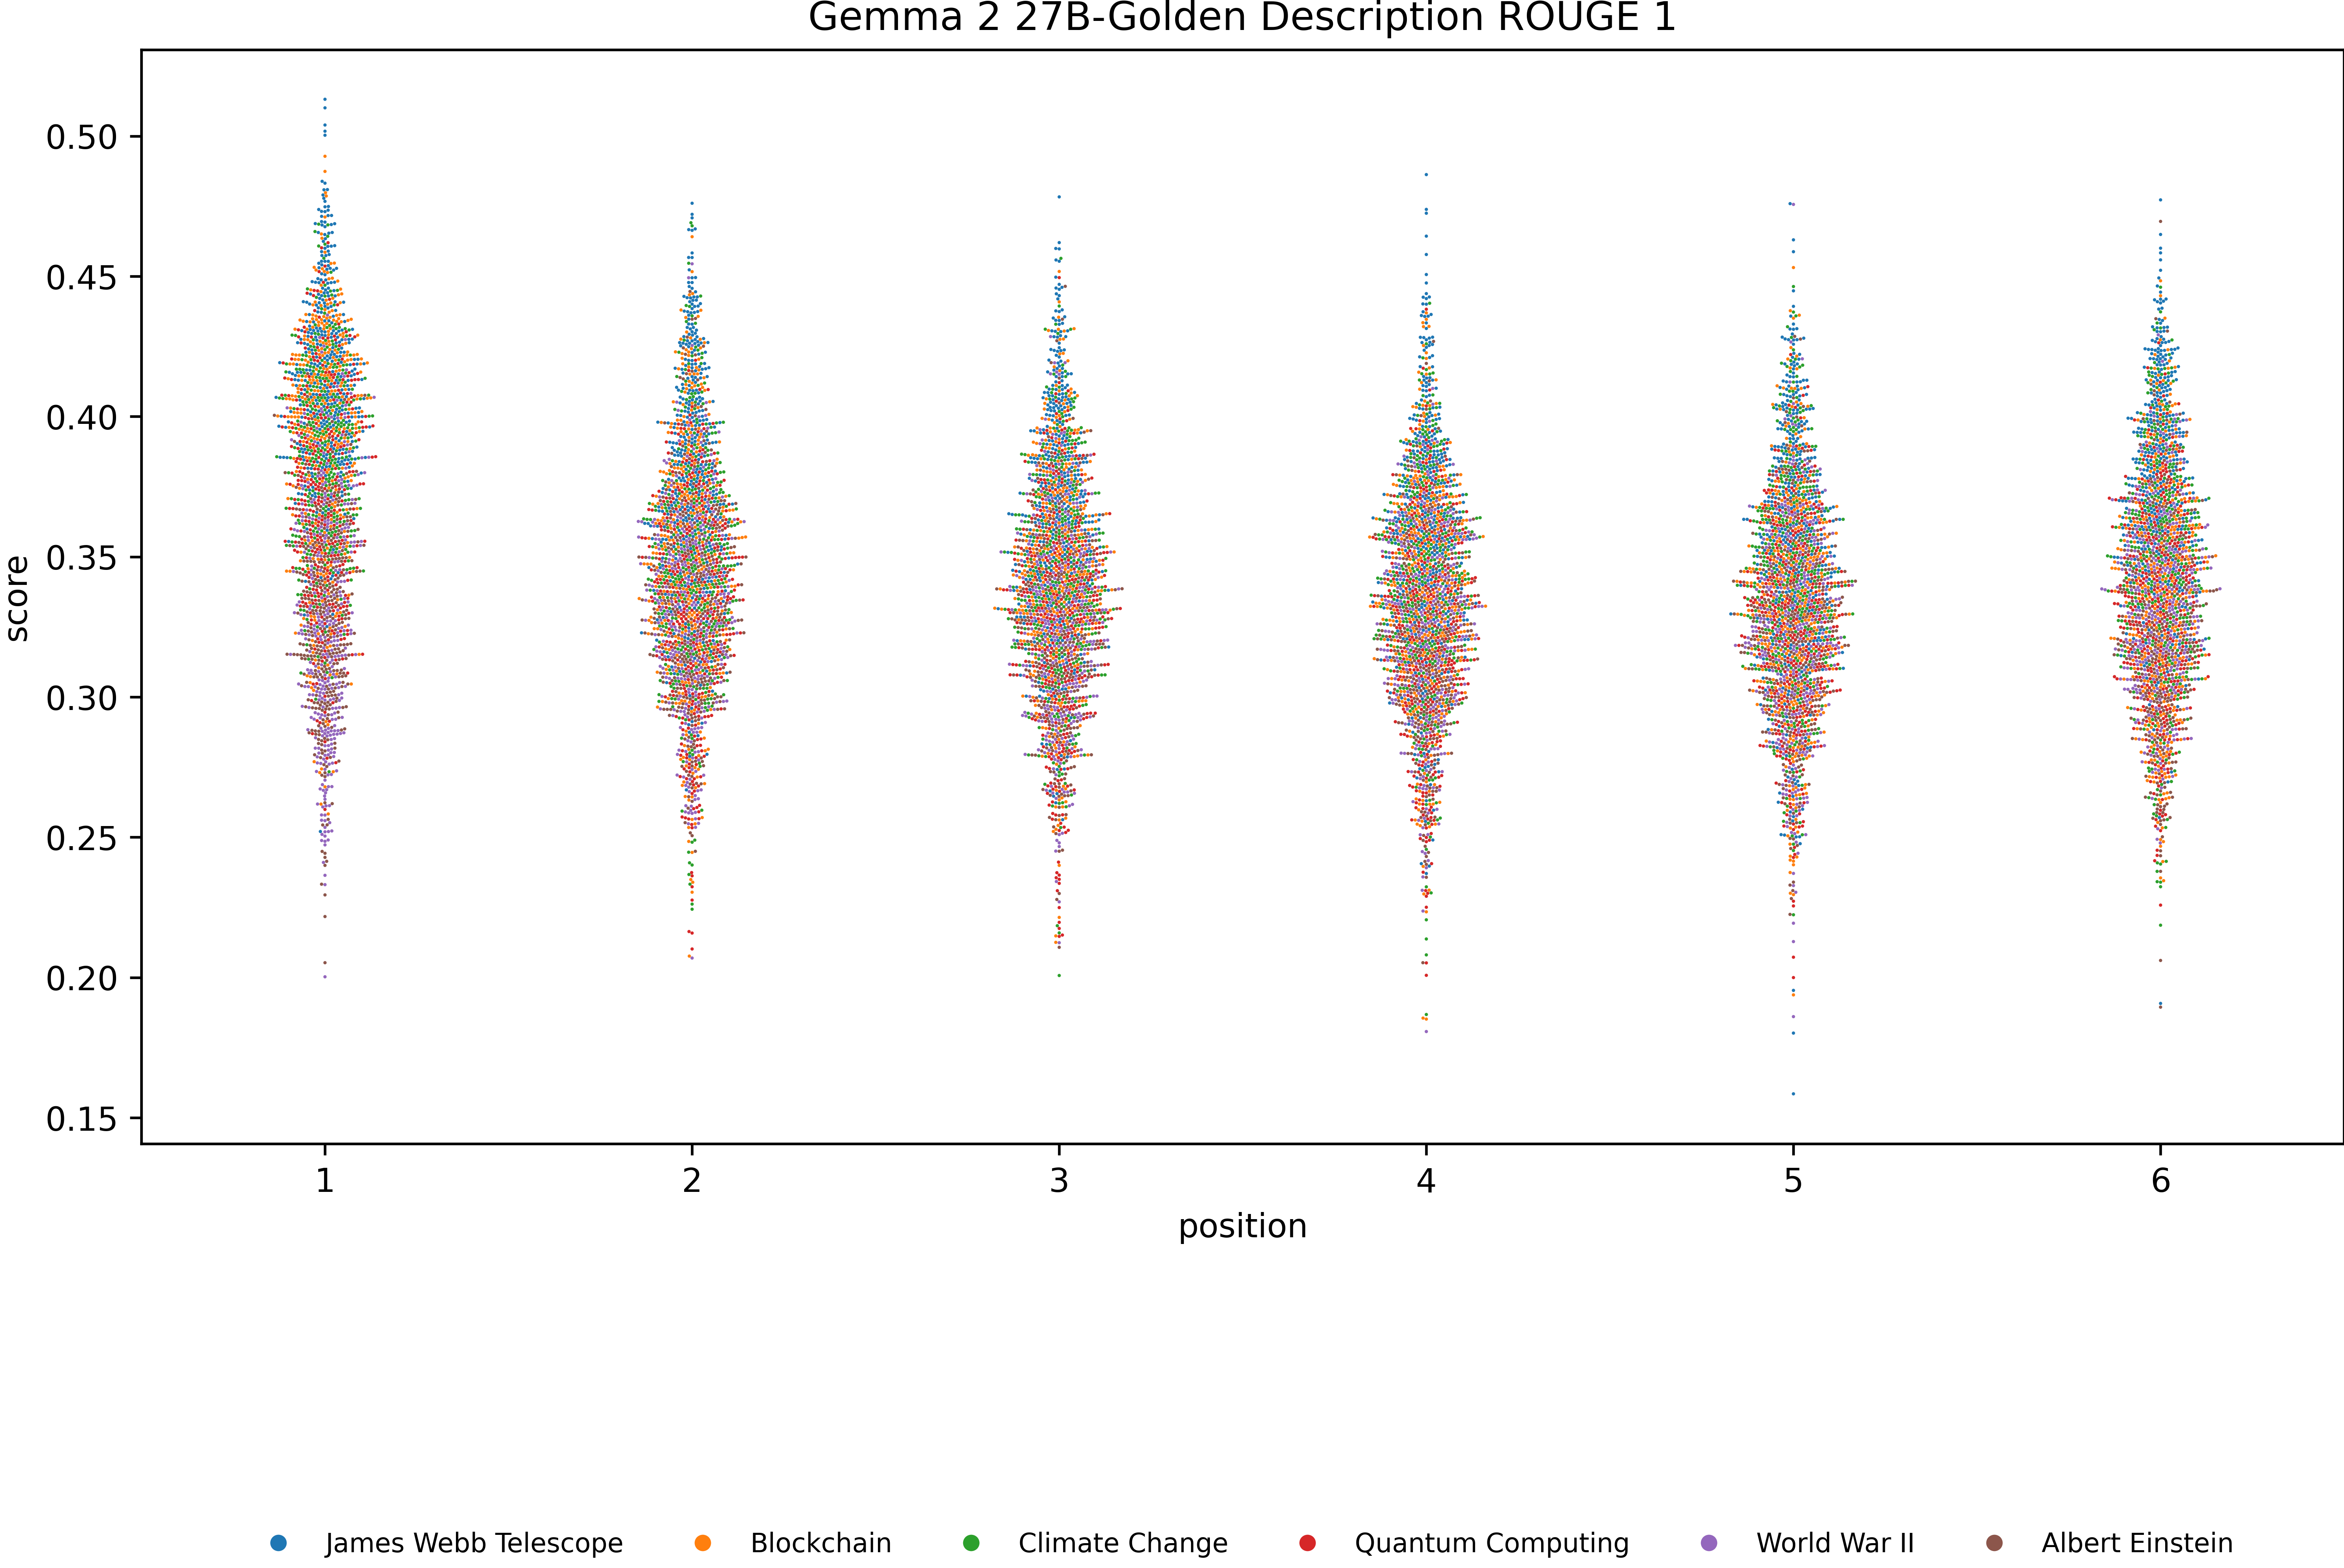 Gemma 2 27B-Golden Description ROUGE 1
score
0.50
0.45
0.40
0.35
0.30
0.25
0.20
0.15
1 2 3 4 5 6
position
James Webb Telescope Blockchain Climate Change Quantum Computing World War II Albert Einstein